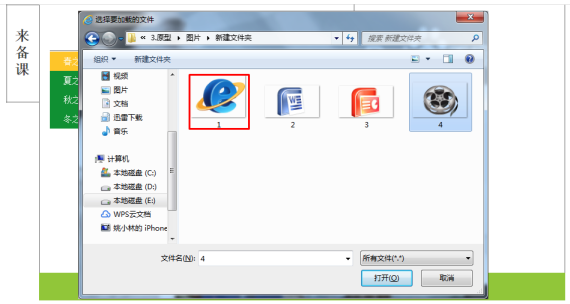 来
备
课
选择要加载的文件
« 3.原型 ▸ 图片 ▸ 新建文件夹
搜索 新建文件夹
组织 ▾ 新建文件夹
视频
图片
文档
迅雷下载
音乐
计算机
本地磁盘 (C:)
本地磁盘 (D:)
本地磁盘 (E:)
WPS云文档
姚小林的 iPhone
1
2
3
4
春之
夏之
秋之
冬之
文件名(N): 4
所有文件(*.*)
打开(O)
取消